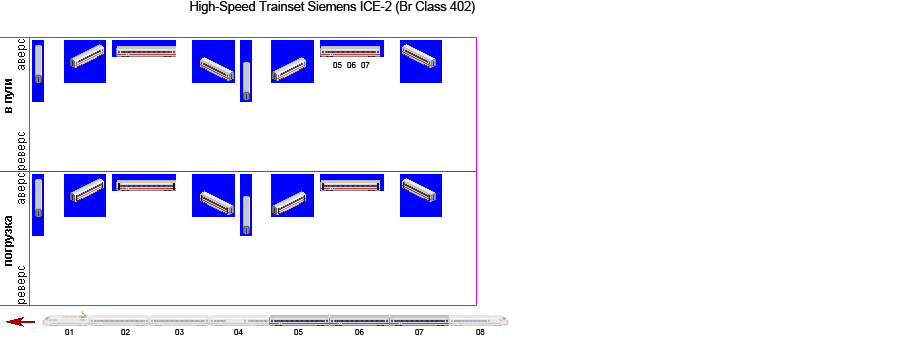 High-Speed Trainset Siemens ICE-2 (Br Class 402)
в пути
аверс
реверс
05 06 07
погрузка
аверс
реверс
01 02 03 04 05 06 07 08